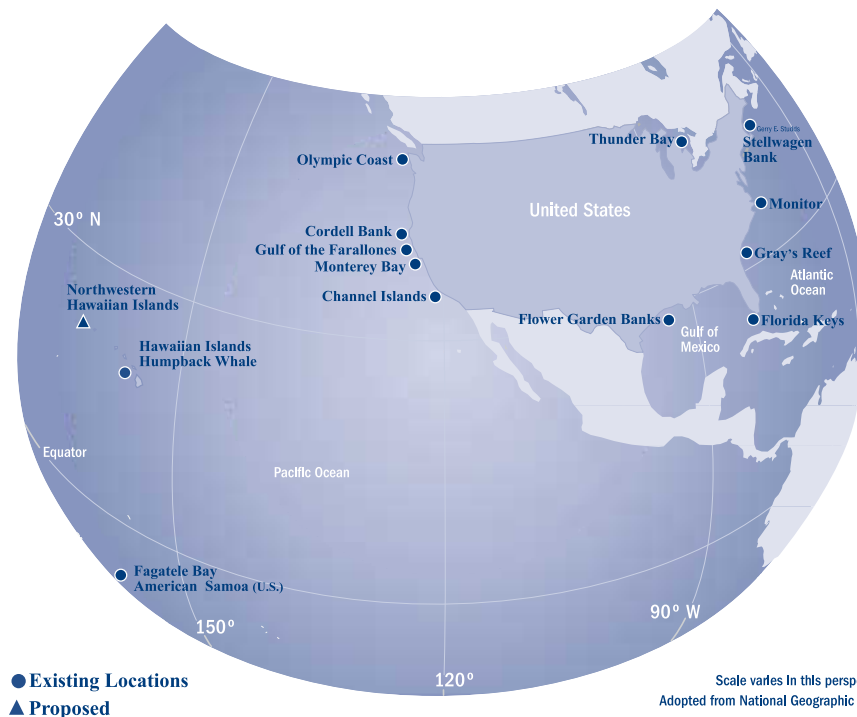 Gerry E. Studds
Thunder Bay
Stellwagen
Bank
Olympic Coast
Monitor
United States
30° N
Cordell Bank
Gulf of the Farallones
Monterey Bay
Gray's Reef
Atlantic
Ocean
Northwestern
Hawaiian Islands
Channel Islands
Flower Garden Banks
Florida Keys
Gulf of
Mexico
Hawaiian Islands
Humpback Whale
Equator
Pacific Ocean
Fagatele Bay
American Samoa (U.S.)
90° W
150°
120°
Existing Locations
Proposed
Scale varies in this persp
Adopted from National Geographic